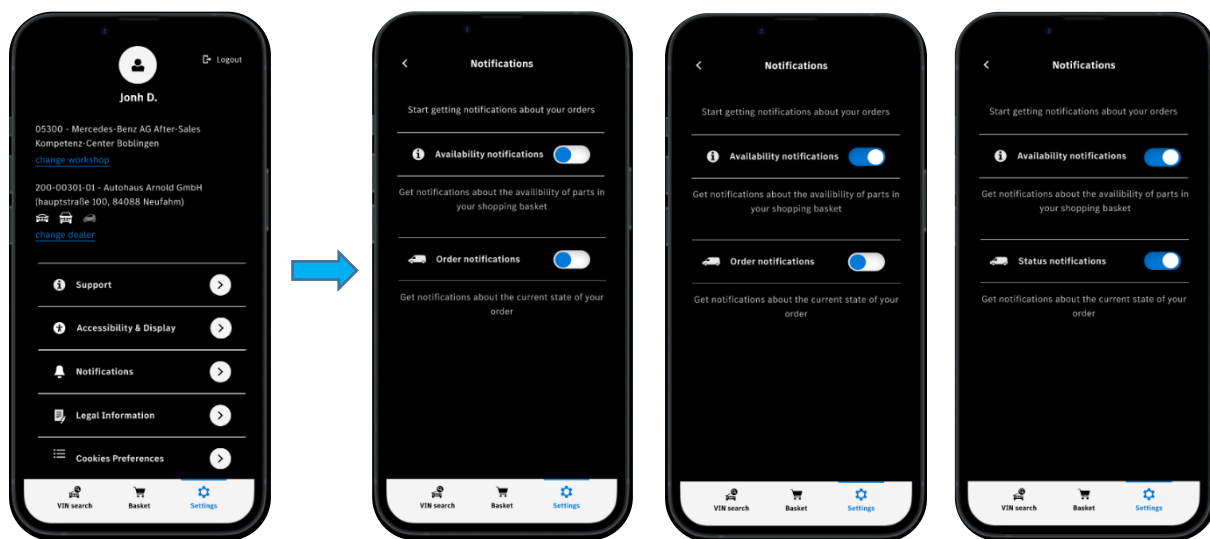 Logout
Jonh D.
05300 - Mercedes-Benz AG After-Sales
Kompetenz-Center Boblingen
change workshop
200-00301-01 - Autohaus Arnold GmbH
(hauptstraße 100, 84088 Neufahm)
change dealer
Support
Accessibility & Display
Notifications
Legal Information
Cookies Preferences
VIN search Basket Settings
Notifications
Start getting notifications about your orders
Availability notifications
Get notifications about the availibility of parts in
your shopping basket
Order notifications
Get notifications about the current state of your
order
VIN search Basket Settings
Notifications
Start getting notifications about your orders
Availability notifications
Get notifications about the availibility of parts in
your shopping basket
Order notifications
Get notifications about the current state of your
order
VIN search Basket Settings
Notifications
Start getting notifications about your orders
Availability notifications
Get notifications about the availibility of parts in
your shopping basket
Status notifications
Get notifications about the current state of your
order
VIN search Basket Settings